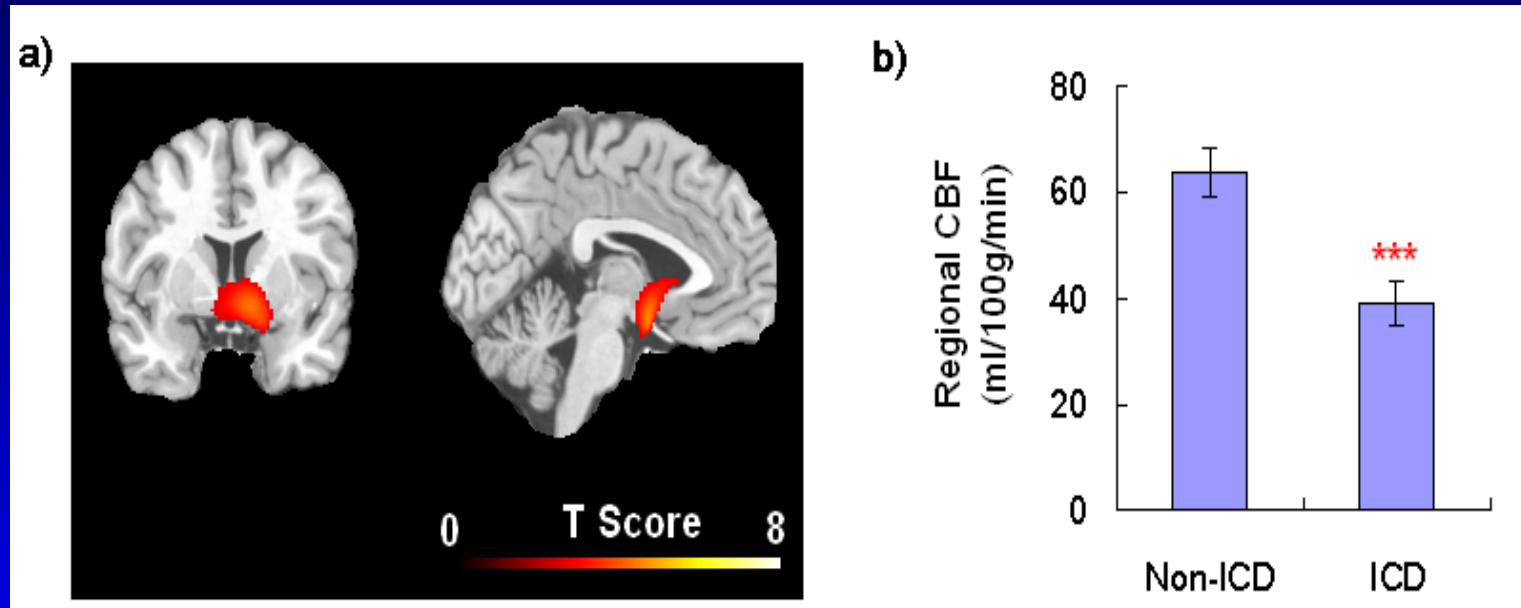 a)
0 T Score 8
b)
Regional CBF
(ml/100g/min)
80
60
40
20
0
***
Non-ICD ICD